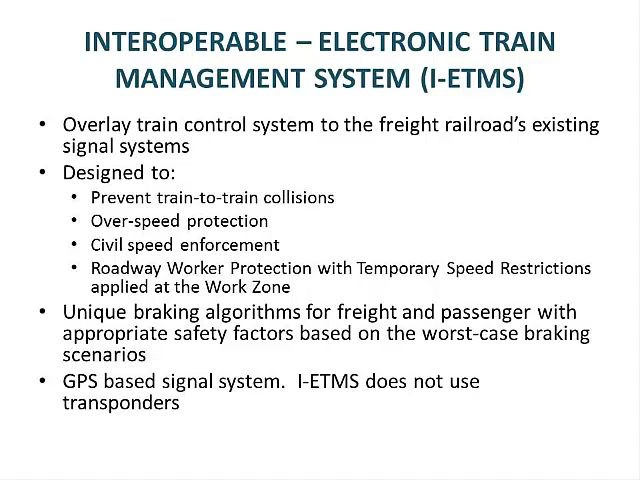 INTEROPERABLE – ELECTRONIC TRAIN
MANAGEMENT SYSTEM (I-ETMS)
• Overlay train control system to the freight railroad’s existing
signal systems
• Designed to:
• Prevent train-to-train collisions
• Over-speed protection
• Civil speed enforcement
• Roadway Worker Protection with Temporary Speed Restrictions
applied at the Work Zone
• Unique braking algorithms for freight and passenger with
appropriate safety factors based on the worst-case braking
scenarios
• GPS based signal system.  I-ETMS does not use
transponders